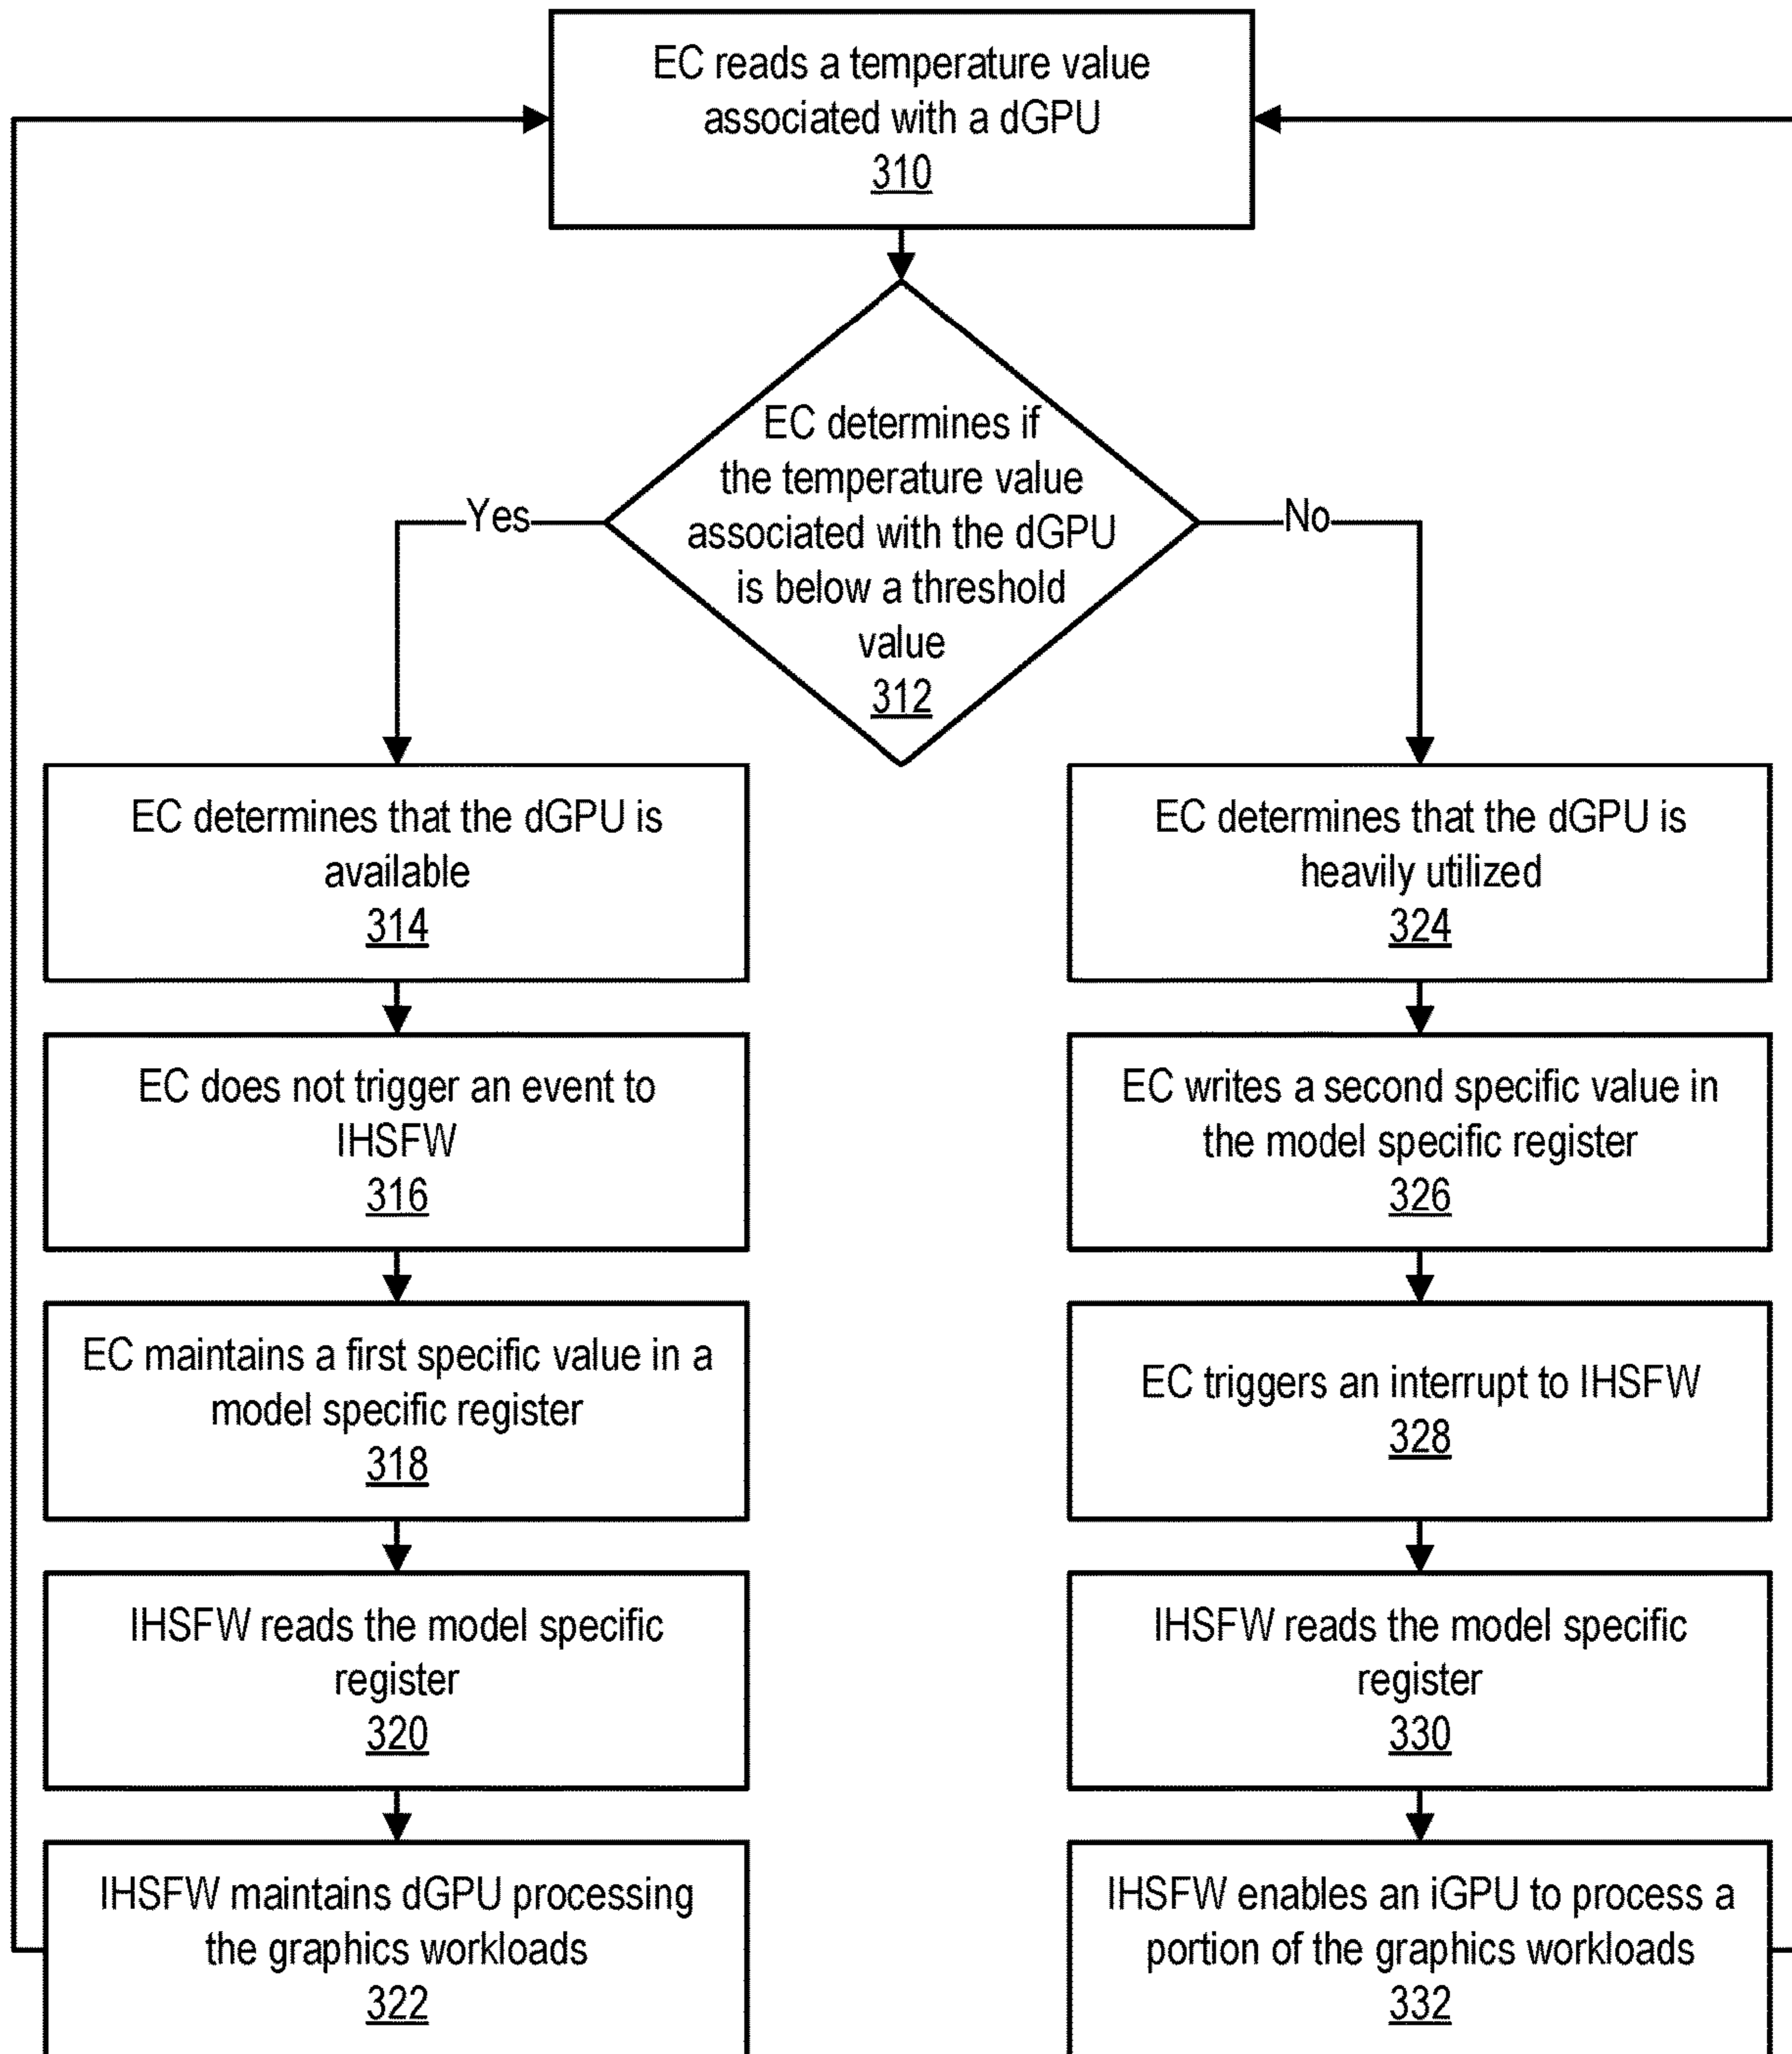 EC reads a temperature value
associated with a dGPU
310
EC determines if
the temperature value
associated with the dGPU
is below a threshold
value
312
Yes
No
EC determines that the dGPU is
available
314
EC does not trigger an event to
IHSFW
316
EC maintains a first specific value in a
model specific register
318
IHSFW reads the model specific
register
320
IHSFW maintains dGPU processing
the graphics workloads
322
EC determines that the dGPU is
heavily utilized
324
EC writes a second specific value in
the model specific register
326
EC triggers an interrupt to IHSFW
328
IHSFW reads the model specific
register
330
IHSFW enables an iGPU to process a
portion of the graphics workloads
332